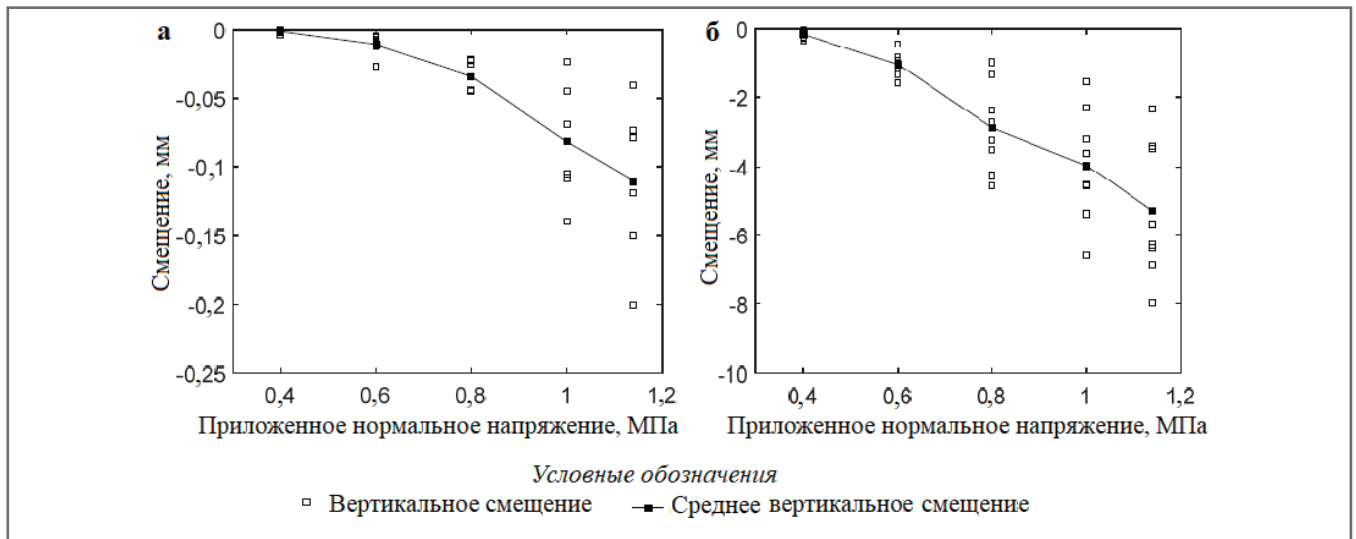 а
0
-0,05
-0,1
-0,15
-0,2
-0,25
Смещение, мм
0,4 0,6 0,8 1 1,2
Приложенное нормальное напряжение, МПа
б
0
-2
-4
-6
-8
-10
Смещение, мм
0,4 0,6 0,8 1 1,2
Приложенное нормальное напряжение, МПа
Условные обозначения
Вертикальное смещение Среднее вертикальное смещение